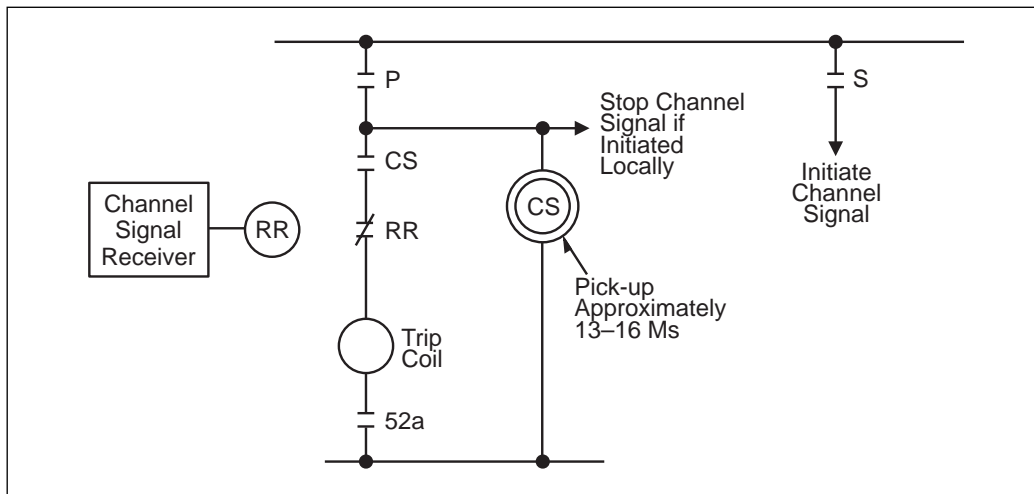 P
S
Stop Channel
Signal if
Initiated
Locally
CS
Initiate
Channel
Signal
Channel
Signal
Receiver
RR
RR
CS
Pick-up
Approximately
13–16 Ms
Trip
Coil
52a